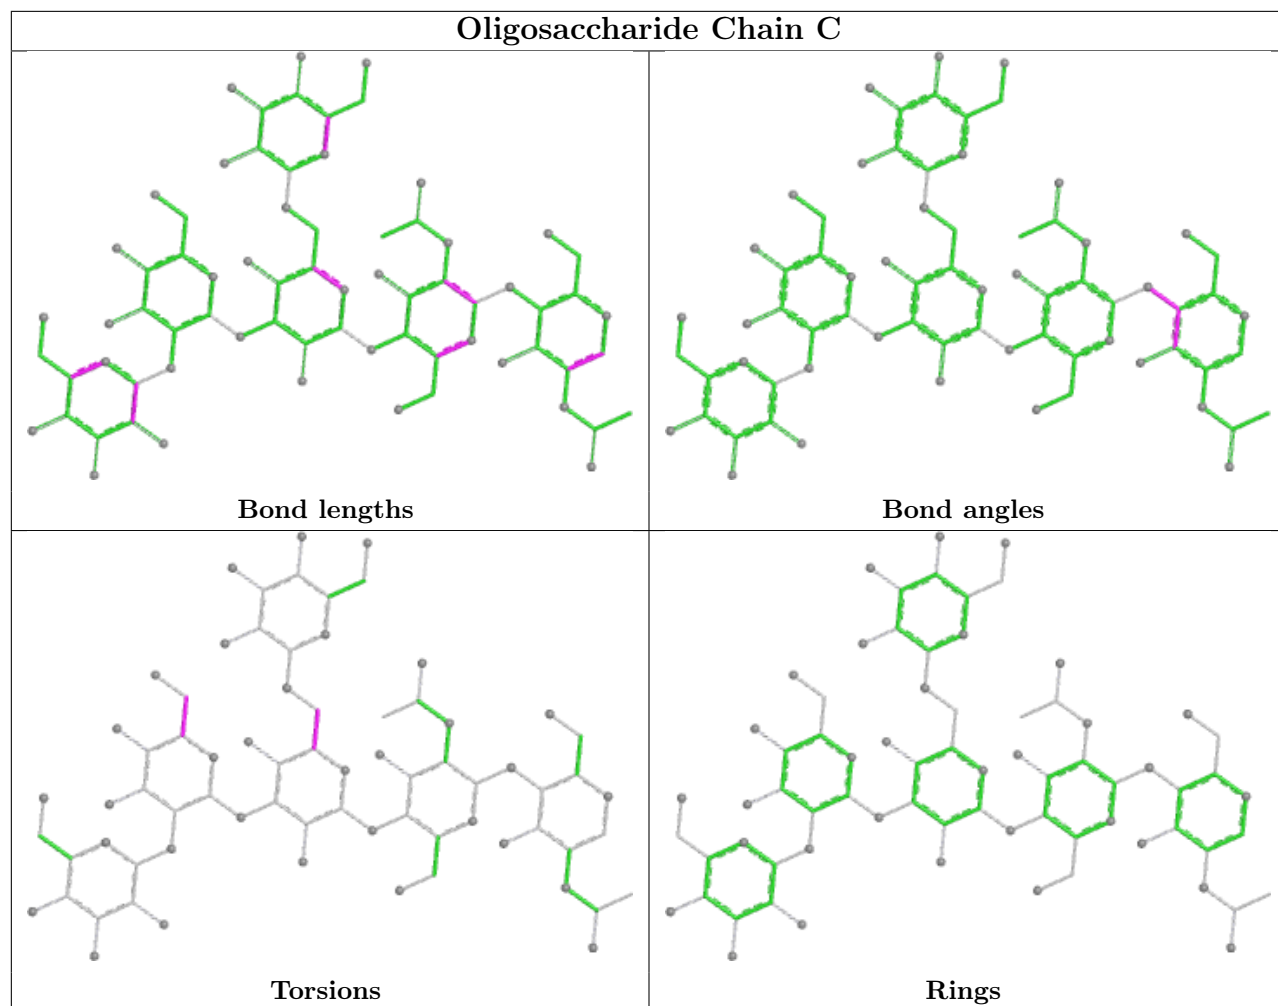 Oligosaccharide Chain C
Bond lengths
Bond angles
Torsions
Rings